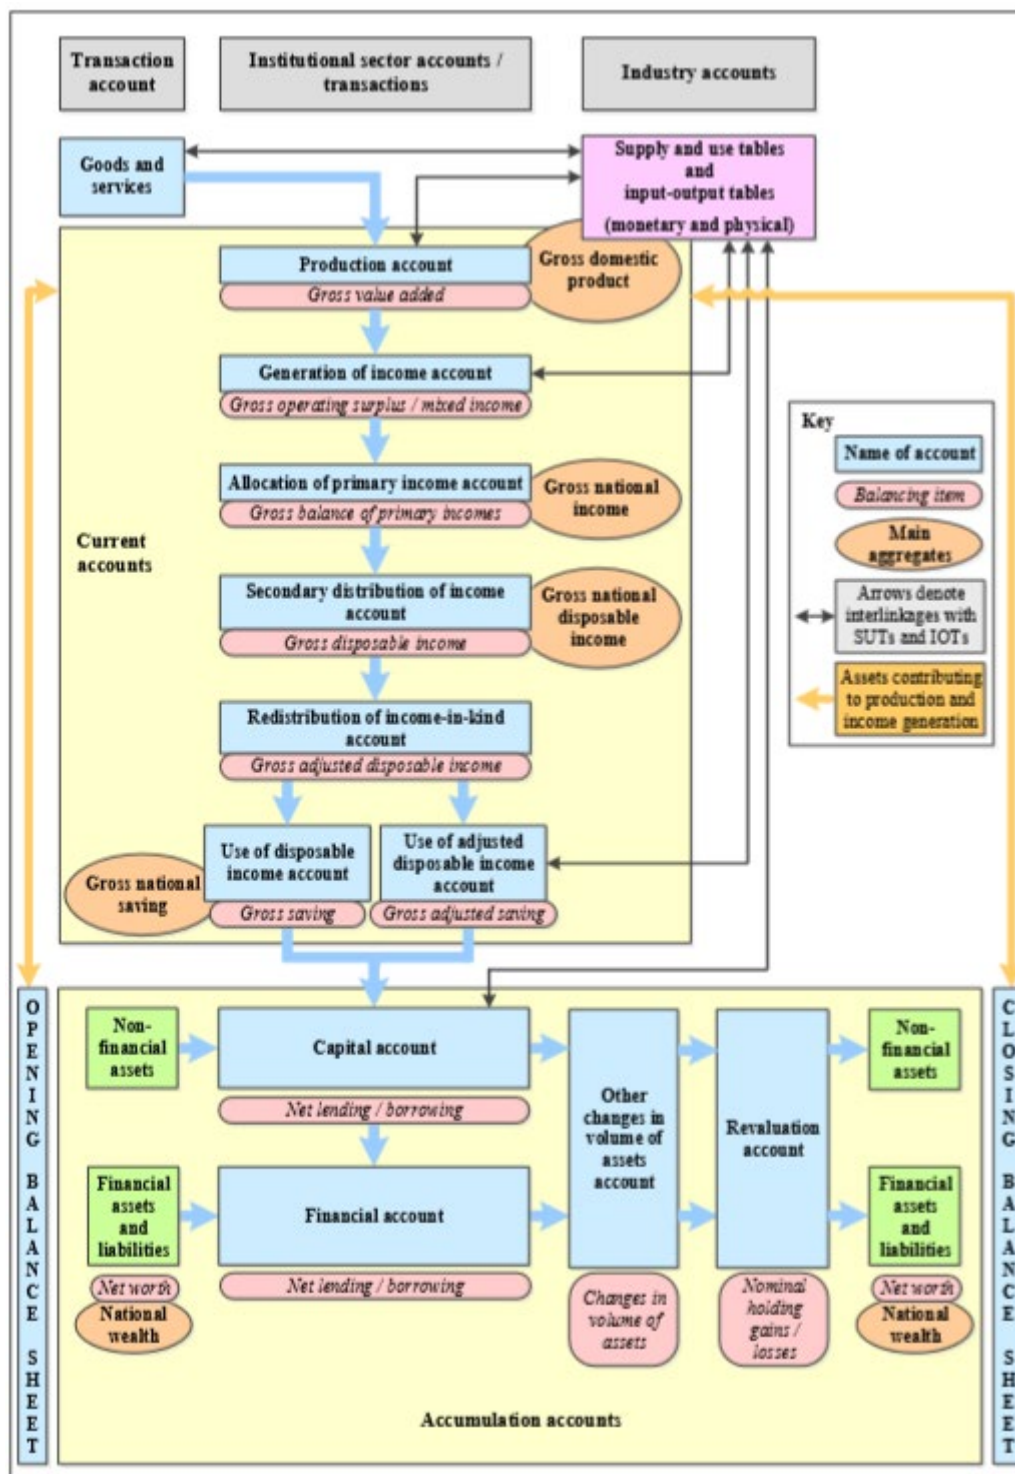 Transaction
account
Institutional sector accounts /
transactions
Industry accounts
Goods and
services
Supply and use tables
and
input-output tables
(monetary and physical)
Production account
Gross value added
Gross domestic
product
Generation of income account
Gross operating surplus / mixed income
Allocation of primary income account
Gross balance of primary incomes
Gross national
income
Current
accounts
Secondary distribution of income
account
Gross disposable income
Gross national
disposable
income
Redistribution of income-in-kind
account
Gross adjusted disposable income
Use of disposable
income account
Gross saving
Gross national
saving
Use of adjusted
disposable income
account
Gross adjusted saving
Key
Name of account
Balancing item
Main
aggregates
Arrows denote
interlinkages with
SUTs and IOTs
Assets contributing
to production and
income generation
OPENING BALANCE SHEET
Non-
financial
assets
Capital account
Net lending / borrowing
Financial
assets
and
liabilities
Net worth
National
wealth
Financial account
Net lending / borrowing
Other
changes in
volume of
assets
account
Changes in
volume of
assets
Revaluation
account
Nominal
holding
gains /
losses
Non-
financial
assets
Financial
assets
and
liabilities
Net worth
National
wealth
CLOSING BALANCE SHEET
Accumulation accounts